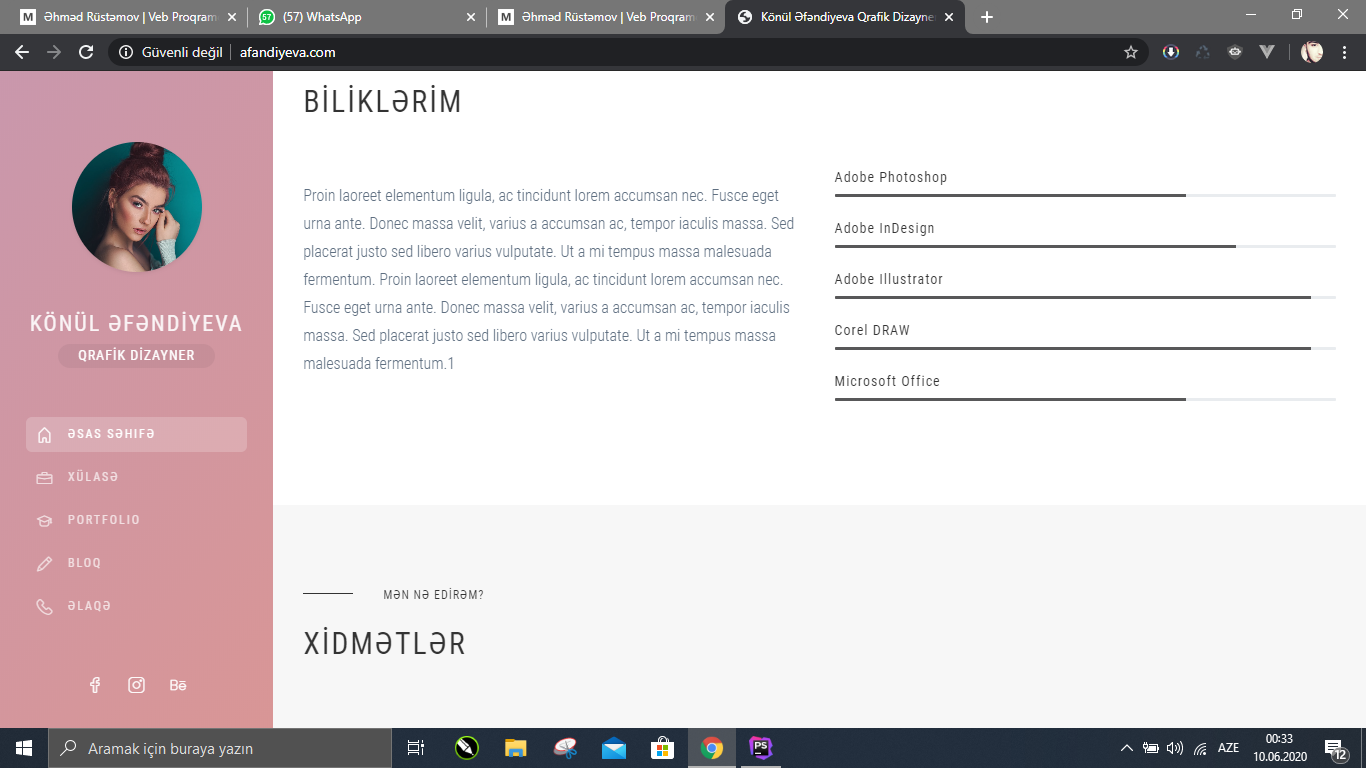 Əhməd Rüstəmov | Veb Proqram
(57) WhatsApp
Əhməd Rüstəmov | Veb Proqram
Könül Əfəndiyeva Qrafik Dizayne
Güvenli değil
afandiyeva.com
KÖNÜL ƏFƏNDİYEVA
QRAFİK DİZAYNER
ƏSAS SƏHIFƏ
XÜLASƏ
PORTFOLIO
BLOQ
ƏLAQƏ
BİLİKLƏRİM
Proin laoreet elementum ligula, ac tincidunt lorem accumsan nec. Fusce eget
urna ante. Donec massa velit, varius a accumsan ac, tempor iaculis massa. Sed
placerat justo sed libero varius vulputate. Ut a mi tempus massa malesuada
fermentum. Proin laoreet elementum ligula, ac tincidunt lorem accumsan nec.
Fusce eget urna ante. Donec massa velit, varius a accumsan ac, tempor iaculis
massa. Sed placerat justo sed libero varius vulputate. Ut a mi tempus massa
malesuada fermentum.1
Adobe Photoshop
Adobe InDesign
Adobe Illustrator
Corel DRAW
Microsoft Office
MƏN NƏ EDİRƏM?
XİDMƏTLƏR
Aramak için buraya yazın
PS
AZE
00:33
10.06.2020
12